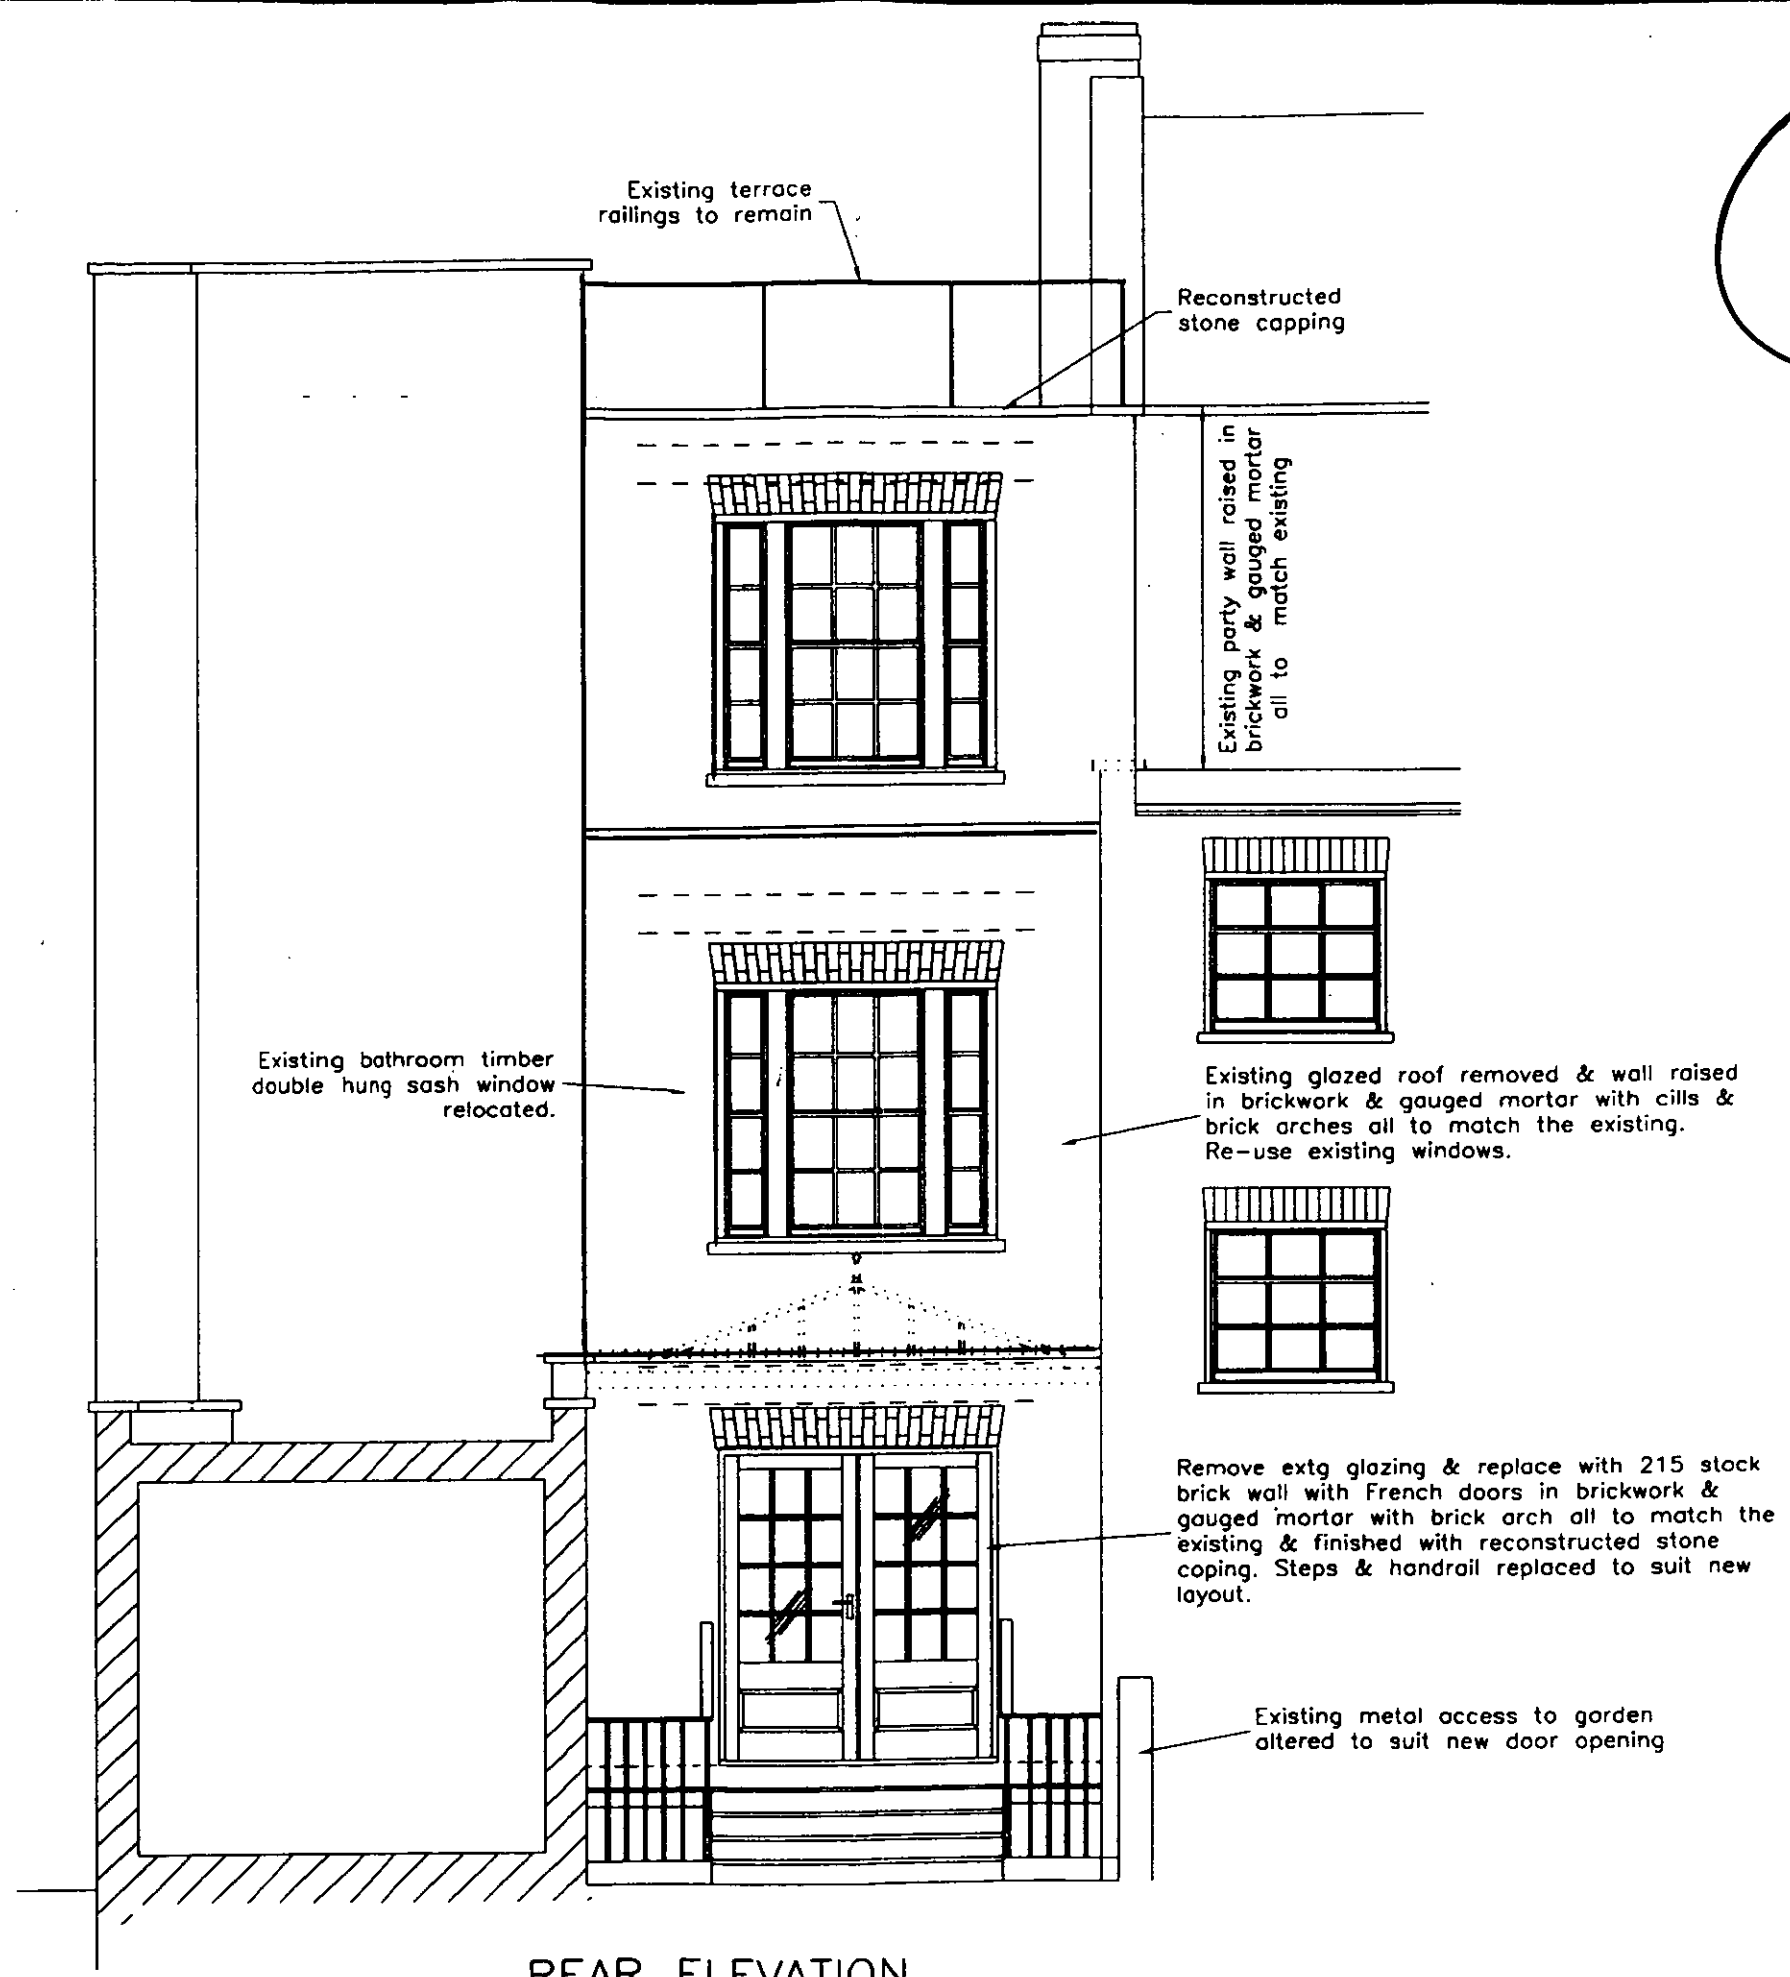 Existing terrace
railings to remain
Reconstructed
stone capping
Existing party wall raised in
brickwork & gauged mortar
all to match existing
Existing bathroom timber
double hung sash window
relocated.
Existing glazed roof removed & wall raised
in brickwork & gauged mortar with cills &
brick arches all to match the existing.
Re-use existing windows.
Remove extg glazing & replace with 215 stock
brick wall with French doors in brickwork &
gauged mortar with brick arch all to match the
existing & finished with reconstructed stone
coping. Steps & handrail replaced to suit new
layout.
Existing metal access to garden
altered to suit new door opening
REAR ELEVATION